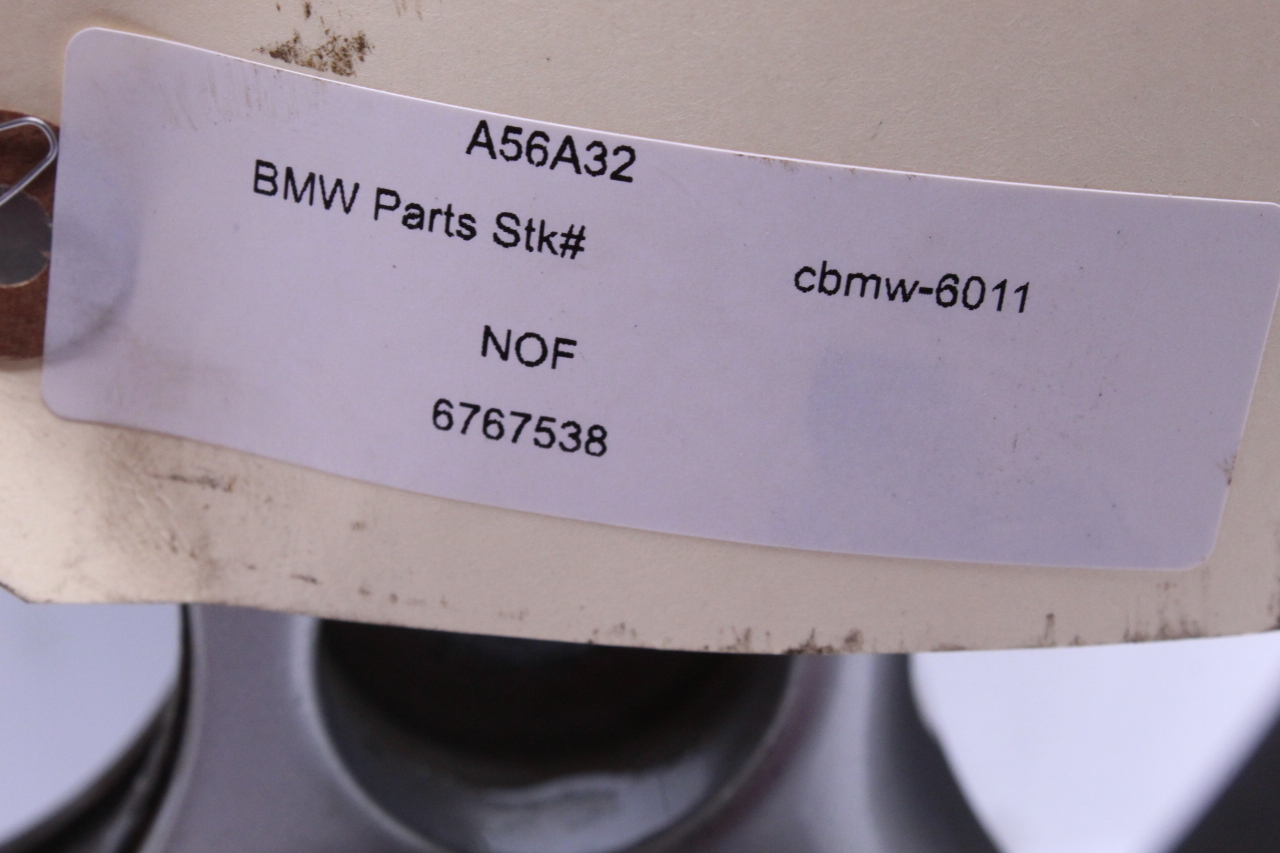 A56A32
BMW Parts Stk#
cbmw-6011
NOF
6767538